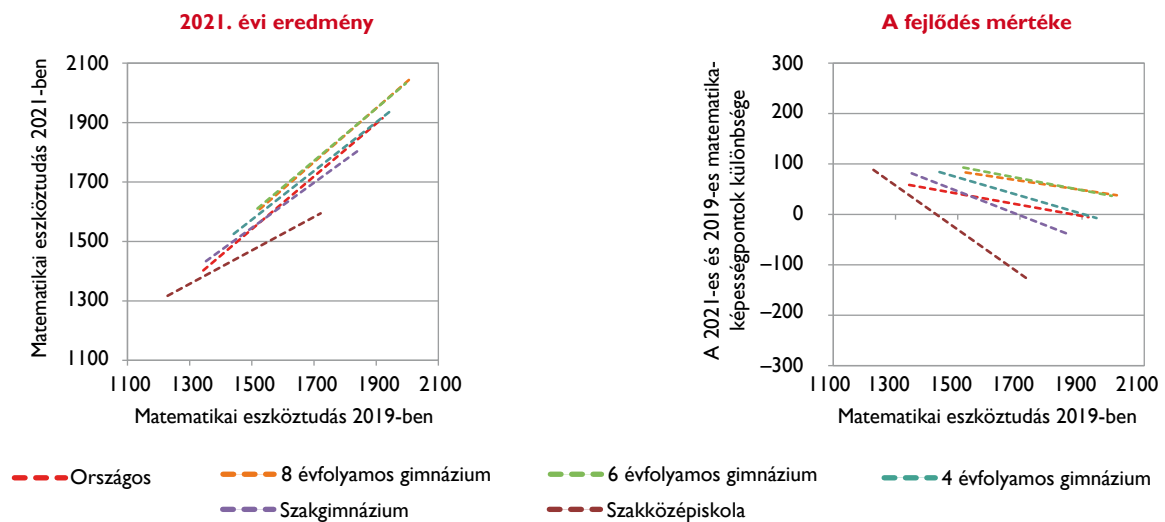 2021. évi eredmény
Matematikai eszköztudás 2021-ben
2100
1900
1700
1500
1300
1100
1100 1300 1500 1700 1900 2100
Matematikai eszköztudás 2019-ben
A fejlődés mértéke
A 2021-es és 2019-es matematika-
képességpontok különbsége
300
200
100
0
–100
–200
–300
1100 1300 1500 1700 1900 2100
Matematikai eszköztudás 2019-ben
Országos 8 évfolyamos gimnázium 6 évfolyamos gimnázium 4 évfolyamos gimnázium
Szakgimnázium Szakközépiskola